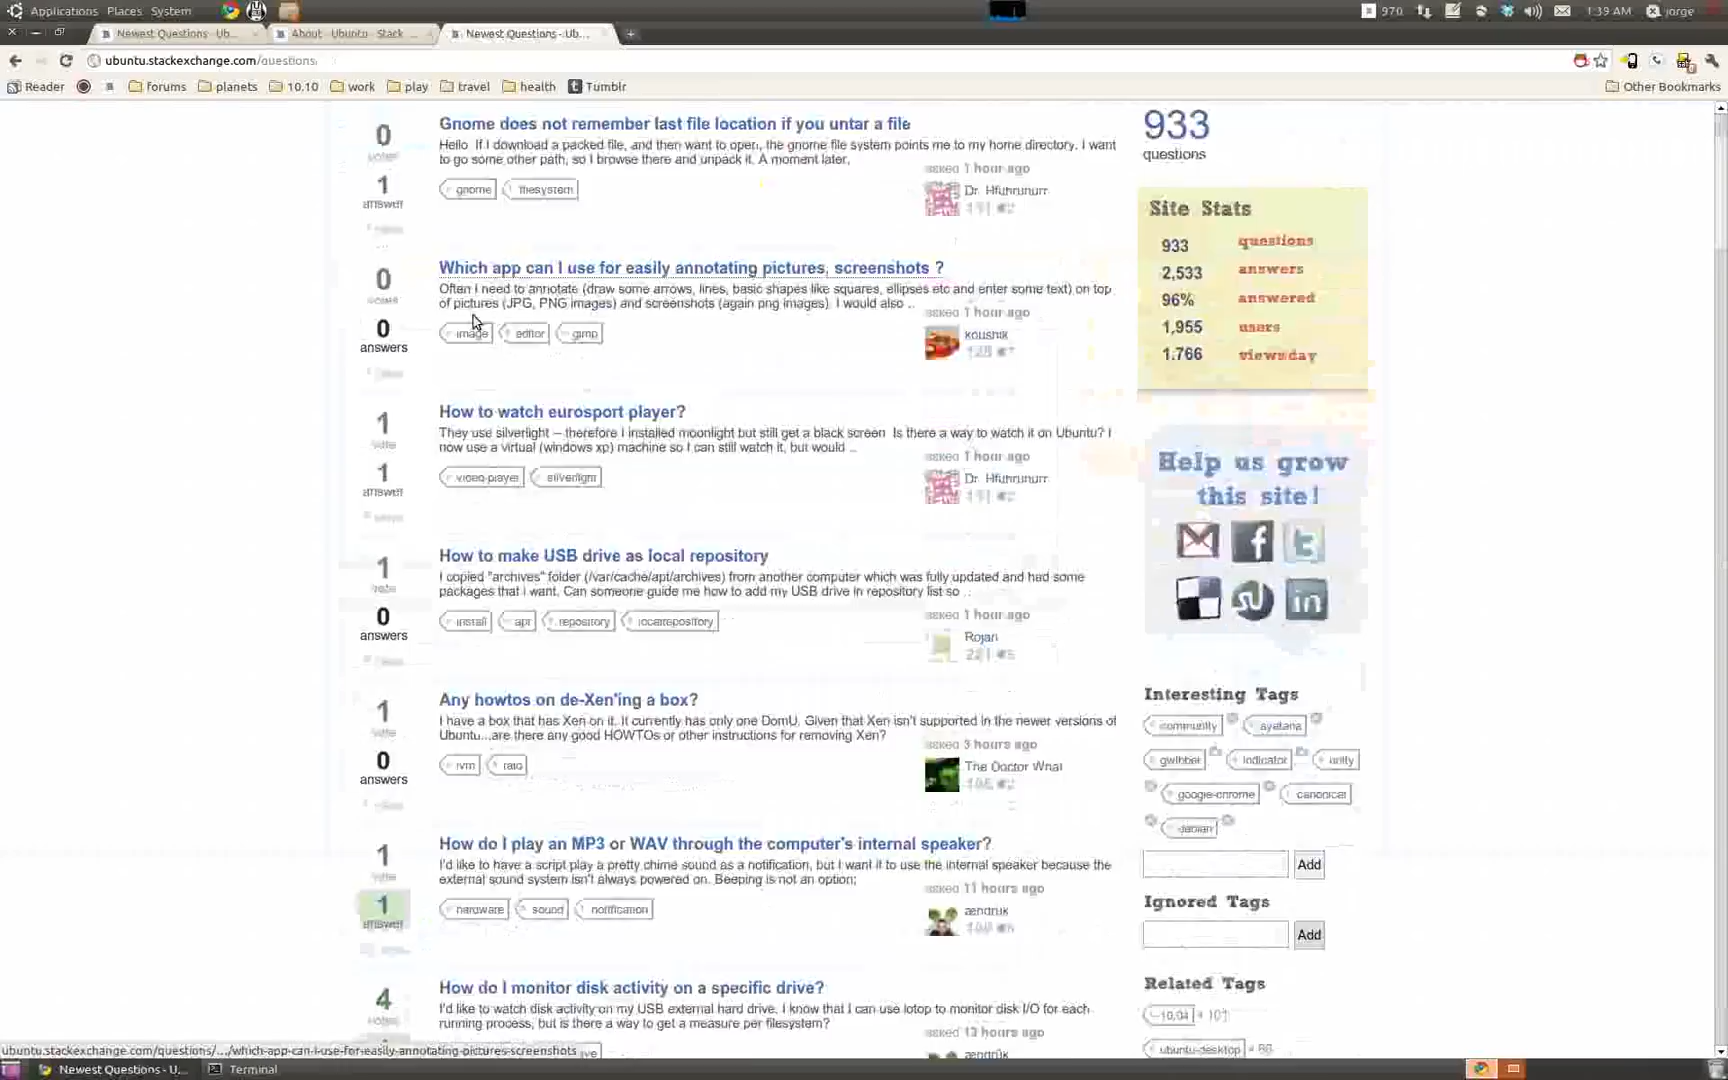 Applications Places System
970
1:39 AM
jorge
Newest Questions - Ub...
About - Ubuntu - Stack ...
Newest Questions - Ub...
ubuntu.stackexchange.com/questions
Reader
forums
planets
10.10
work
play
travel
health
Tumblr
Other Bookmarks
0
votes
1
answer
Gnome does not remember last file location if you untar a file
Hello If I download a packed file, and then want to open, the gnome file system points me to my home directory. I want
to go some other path, so I browse there and unpack it. A moment later,
gnome filesystem
asked 1 hour ago
Dr. Hfuhruhurr
0
votes
0
answers
Which app can I use for easily annotating pictures, screenshots ?
Often I need to annotate (draw some arrows, lines, basic shapes like squares, ellipses etc and enter some text) on top
of pictures (JPG, PNG images) and screenshots (again png images). I would also ..
image editor gimp
asked 1 hour ago
koushik
1
vote
1
answer
How to watch eurosport player?
They use silverlight -- therefore I installed moonlight but still get a black screen Is there a way to watch it on Ubuntu? I
now use a virtual (windows xp) machine so I can still watch it, but would ...
video-player silverlight
asked 1 hour ago
Dr. Hfuhruhurr
1
vote
0
answers
How to make USB drive as local repository
I copied "archives" folder (/var/cache/apt/archives) from another computer which was fully updated and had some
packages that i want. Can someone guide me how to add my USB drive in repository list so ..
install apt repository localrepository
asked 1 hour ago
Rojan
1
vote
0
answers
Any howtos on de-Xen'ing a box?
I have a box that has Xen on it. It currently has only one DomU. Given that Xen isn't supported in the newer versions of
Ubuntu...are there any good HOWTOs or other instructions for removing Xen?
lvm raid
asked 3 hours ago
The Doctor What
1
vote
1
answer
How do I play an MP3 or WAV through the computer's internal speaker?
I'd like to have a script play a pretty chime sound as a notification, but I want it to use the internal speaker because the
external sound system isn't always powered on. Beeping is not an option;
hardware sound notification
asked 11 hours ago
ændrük
4
votes
How do I monitor disk activity on a specific drive?
I'd like to watch disk activity on my USB external hard drive. I know that I can use iotop to monitor disk I/O for each
running process, but is there a way to get a measure per filesystem?
asked 13 hours ago
ændrük
933
questions
Site Stats
933 questions
2,533 answers
96% answered
1,955 users
1,766 views/day
Help us grow
this site!
in
Interesting Tags
community ayatana
gwibber indicator unity
google-chrome canonical
debian
Add
Ignored Tags
Add
Related Tags
10.04 × 101
ubuntu-desktop
ubuntu.stackexchange.com/questions/.../which-app-can-i-use-for-easily-annotating-pictures-screenshots
Newest Questions - U...
Terminal